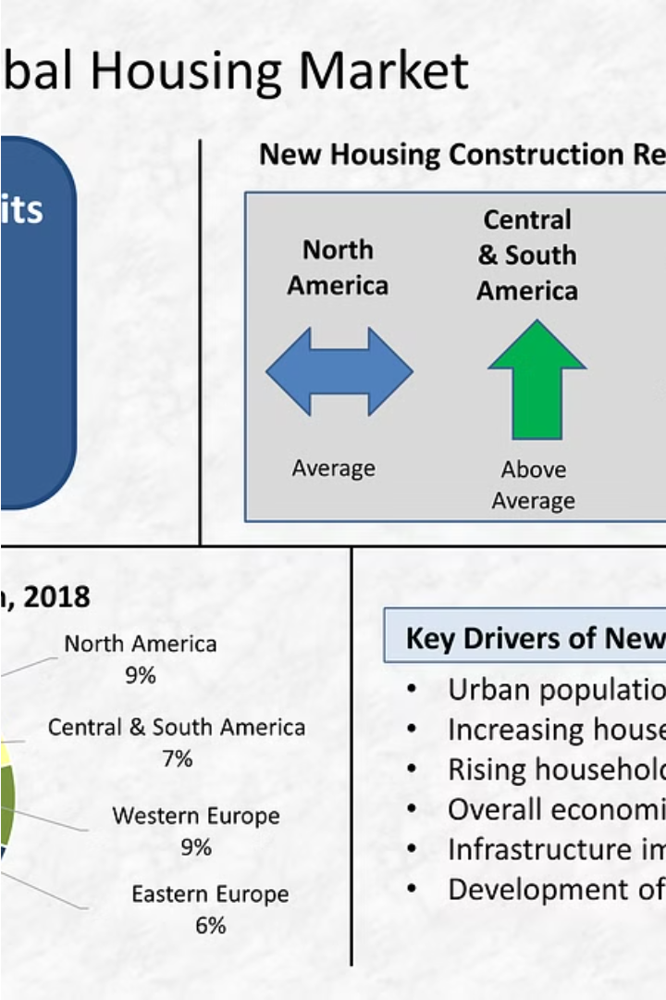 bal Housing Market
its
New Housing Construction Re
North
America
Central
& South
America
Average
Above
Average
, 2018
North America
9%
Central & South America
7%
Western Europe
9%
Eastern Europe
6%
Key Drivers of New
• Urban populatio
• Increasing house
• Rising household
• Overall economi
• Infrastructure im
• Development of